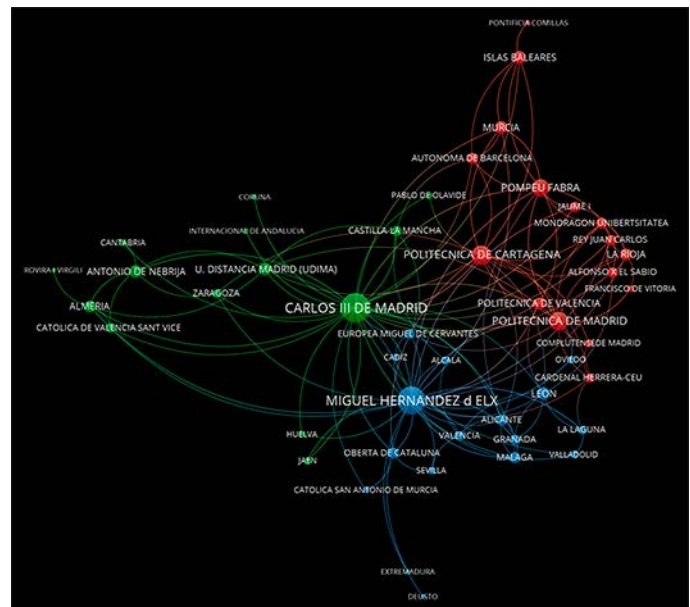 PONTIFICIA COMILLAS
ISLAS BALEARES
MURCIA
AUTONOMA DE BARCELONA
POMPEU FABRA
PABLO DE OLAVIDE
CORUNA
JAUME I
MONDRAGON UNIBERTSITATEA
INTERNACIONAL DE ANDALUCIA
CASTILLA-LA MANCHA
REY JUAN CARLOS
CANTABRIA
POLITECNICA DE CARTAGENA
LA RIOJA
ROVIRA I VIRGILI
ANTONIO DE NEBRIJA
U. DISTANCIA MADRID (UDIMA)
ALFONSO X EL SABIO
FRANCISCO DE VITORIA
ZARAGOZA
ALMERIA
CARLOS III DE MADRID
POLITECNICA DE VALENCIA
POLITECNICA DE MADRID
CATOLICA DE VALENCIA SANT VICE
EUROPEA MIGUEL DE CERVANTES
COMPLUTENSE DE MADRID
CADIZ
ALCALA
OVIEDO
CARDENAL HERRERA-CEU
LEON
MIGUEL HERNANDEZ d ELX
ALICANTE
LA LAGUNA
HUELVA
VALENCIA
GRANADA
OBERTA DE CATALUNA
JAEN
MALAGA
VALLADOLID
SEVILLA
CATOLICA SAN ANTONIO DE MURCIA
EXTREMADURA
DEUSTO